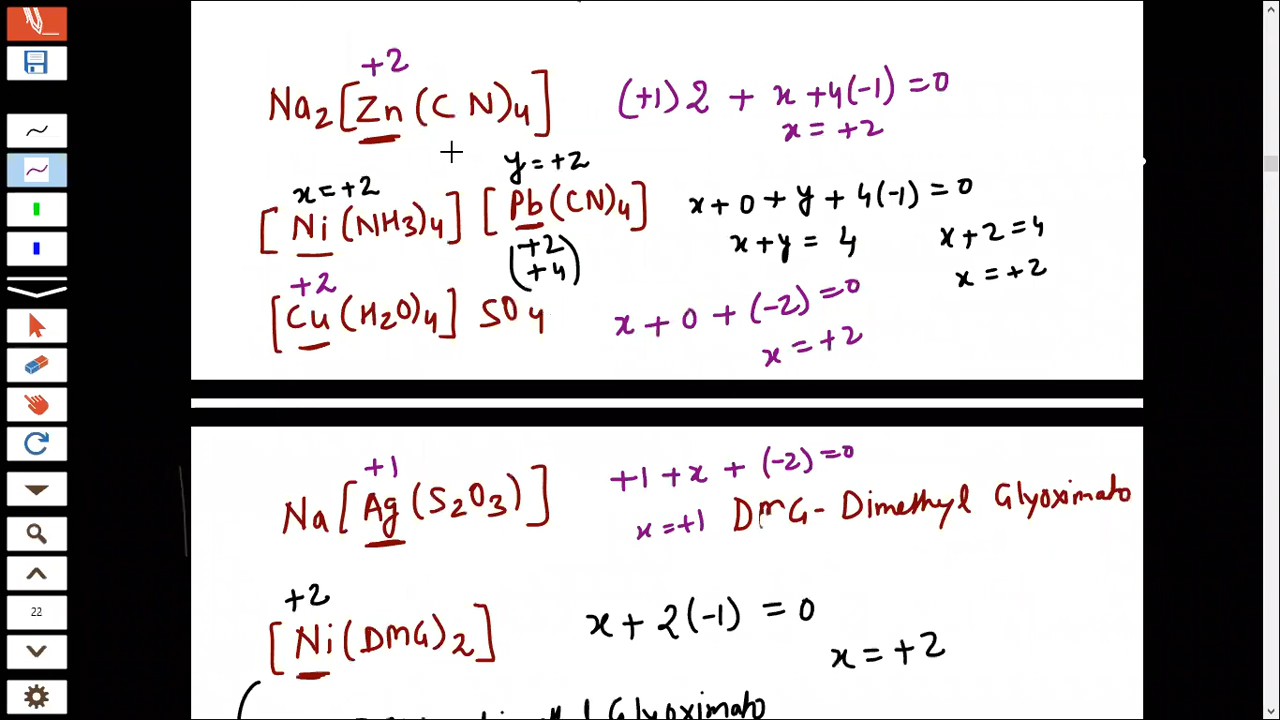 +2
Na2[Zn(CN)4] (+1)2 + x+4(-1) =0
x = +2
x=+2 y=+2
[Ni(NH3)4] [Pb(CN)4] x+0+y+4(-1)=0
(+2 +4) x+y = 4 x+2=4
x=+2
+2
[Cu(H2O)4] SO4 x+0+(-2)=0
x=+2
+1
Na[Ag(S2O3)] +1+x+(-2)=0
x=+1 DMG- Dimethyl Glyoximato
+2
[Ni(DMG)2] x+2(-1) =0
x=+2
Glyoximato
22